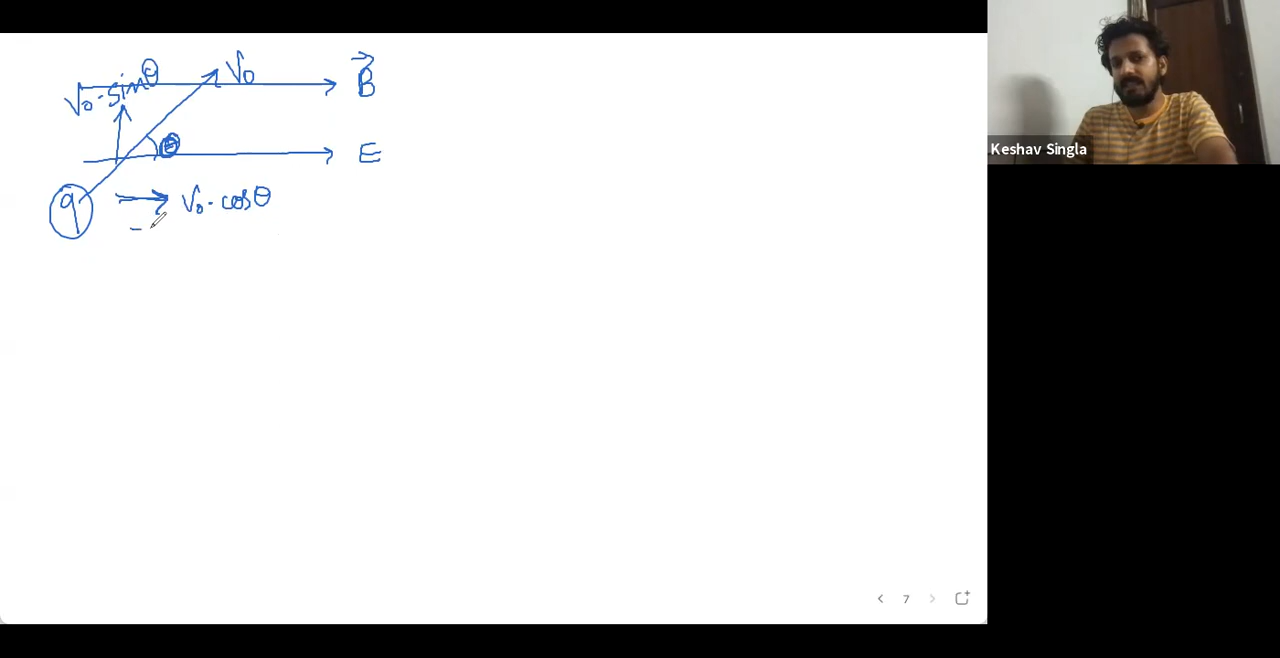 V₀·sinθ
V₀
B⃗
θ
E
q
V₀·cosθ
Keshav Singla
7